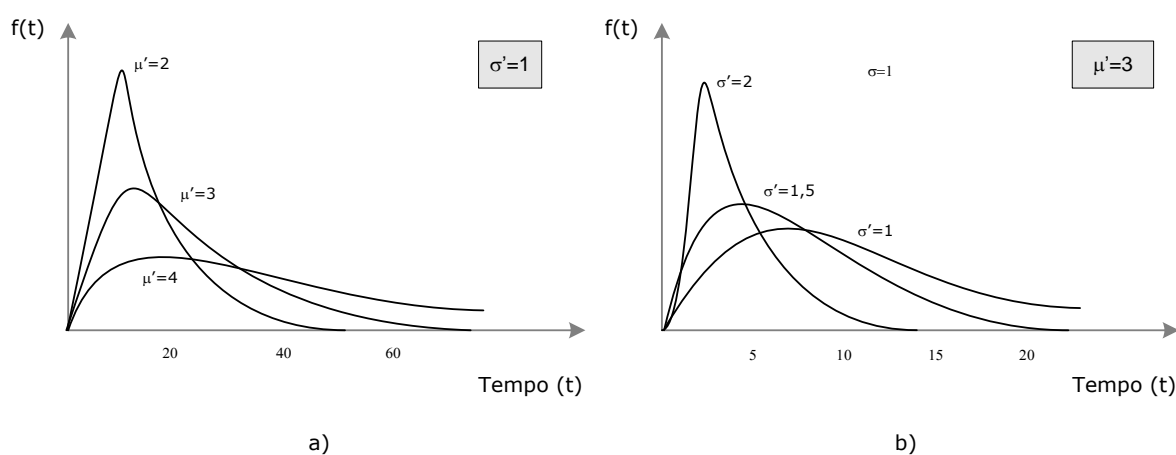 f(t)
μ'=2
σ'=1
μ'=3
μ'=4
20 40 60
Tempo (t)
a)
f(t)
σ'=2
σ=1
μ'=3
σ'=1,5
σ'=1
5 10 15 20
Tempo (t)
b)